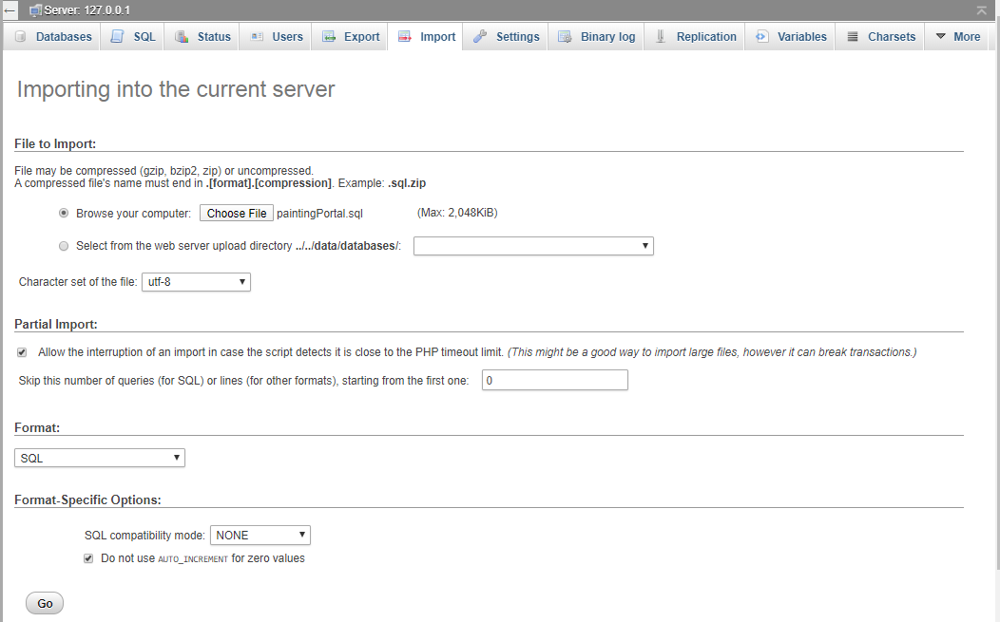 Server: 127.0.0.1
Databases SQL Status Users Export Import Settings Binary log Replication Variables Charsets More
Importing into the current server
File to Import:
File may be compressed (gzip, bzip2, zip) or uncompressed.
A compressed file's name must end in .[format].[compression]. Example: .sql.zip
Browse your computer: Choose File paintingPortal.sql (Max: 2,048KiB)
Select from the web server upload directory ../../data/databases/:
Character set of the file: utf-8
Partial Import:
Allow the interruption of an import in case the script detects it is close to the PHP timeout limit. (This might be a good way to import large files, however it can break transactions.)
Skip this number of queries (for SQL) or lines (for other formats), starting from the first one: 0
Format:
SQL
Format-Specific Options:
SQL compatibility mode: NONE
Do not use AUTO_INCREMENT for zero values
Go